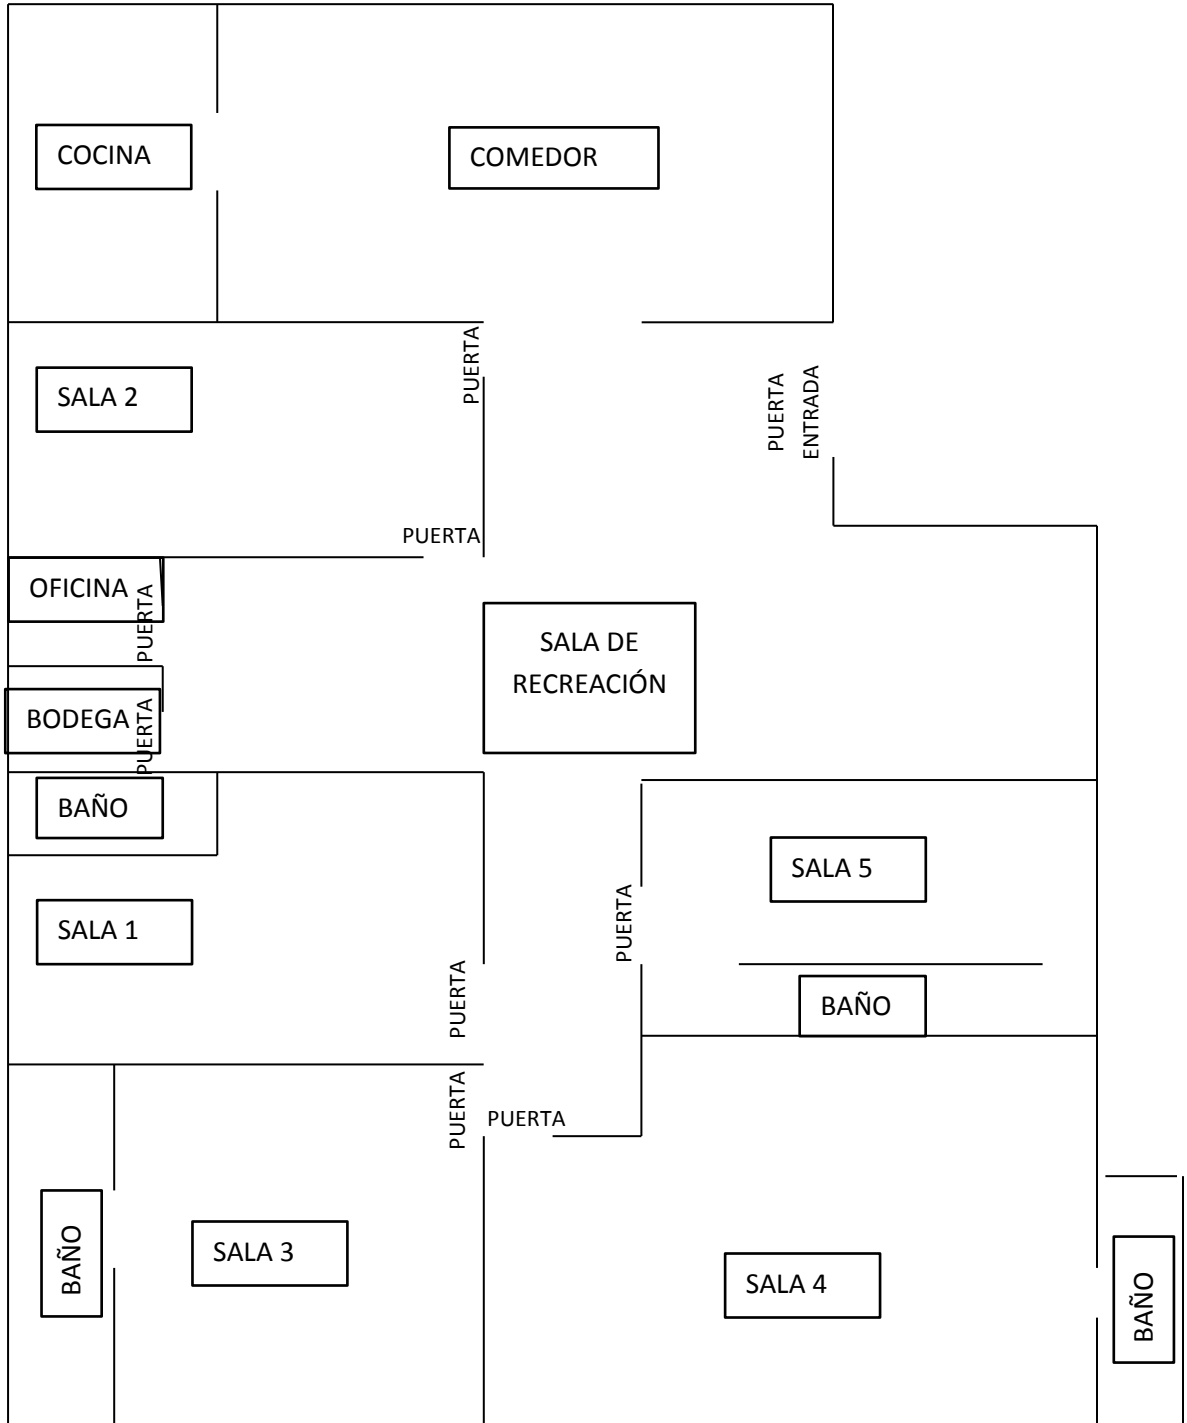 COCINA
COMEDOR
PUERTA
SALA 2
PUERTA
ENTRADA
PUERTA
OFICINA
PUERTA
SALA DE
RECREACIÓN
BODEGA
PUERTA
BAÑO
SALA 5
PUERTA
SALA 1
PUERTA
BAÑO
PUERTA
PUERTA
BAÑO
SALA 3
SALA 4
BAÑO